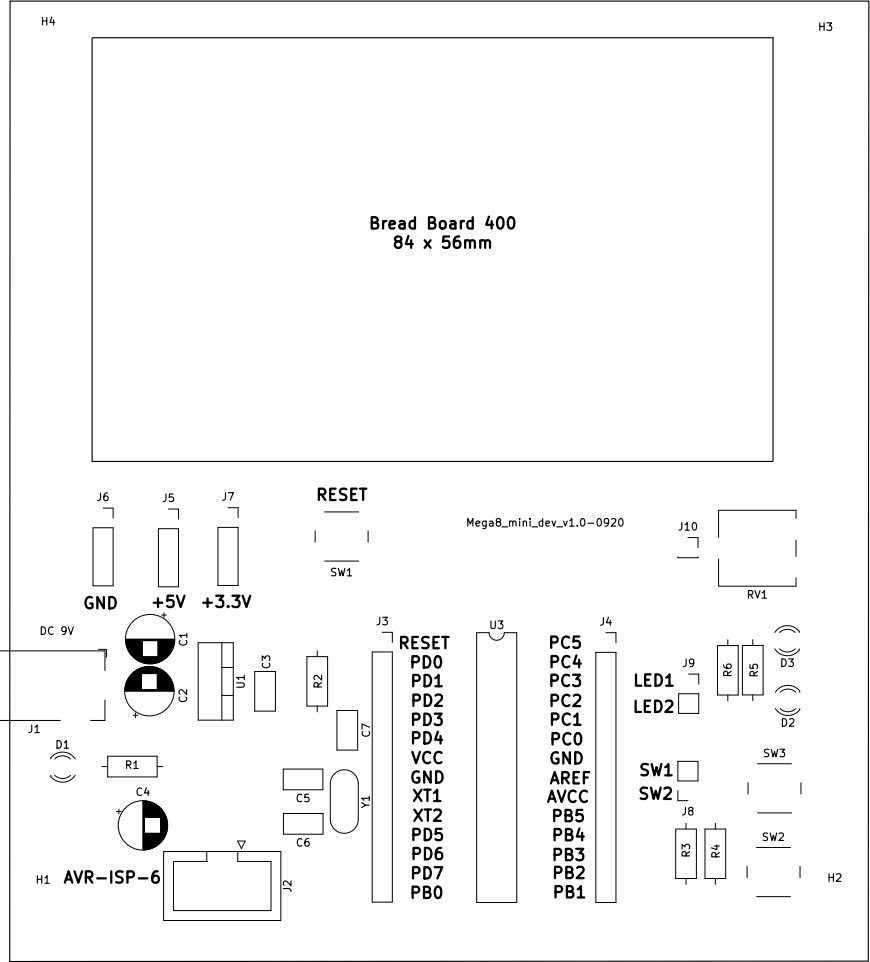 H4
H3
Bread Board 400
84 x 56mm
J6
J5
J7
RESET
Mega8_mini_dev_v1.0-0920
J10
SW1
RV1
GND
+5V
+3.3V
DC 9V
C1
J3
U3
J4
RESET
PC5
D3
PD0
PC4
C3
J9
R6
R5
PD1
PC3
LED1
U1
R2
C2
PD2
PC2
LED2
PD3
PC1
D2
J1
C7
PD4
PC0
D1
VCC
GND
SW3
R1
GND
AREF
SW1
C4
C5
Y1
XT1
AVCC
SW2
XT2
PB5
J8
PD5
PB4
SW2
C6
PD6
PB3
R3
R4
H1
AVR-ISP-6
J2
PD7
PB2
H2
PB0
PB1